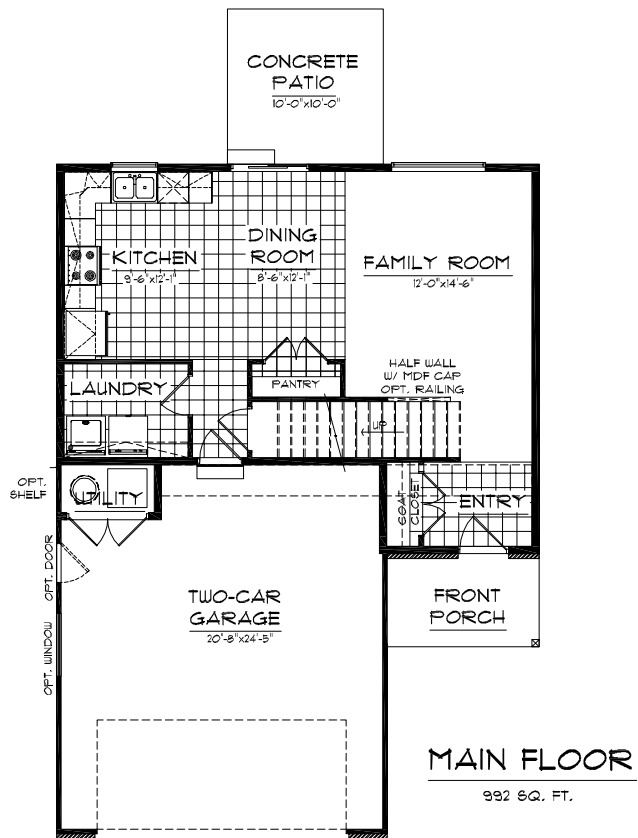 CONCRETE
PATIO
10'-0"x10'-0"
KITCHEN
9'-6"x12'-1"
DINING
ROOM
8'-6"x12'-1"
FAMILY ROOM
12'-0"x14'-6"
HALF WALL
W/ MDF CAP
OPT. RAILING
PANTRY
LAUNDRY
UP
OPT.
SHELF
UTILITY
COAT
CLOSET
ENTRY
OPT. DOOR
OPT. WINDOW
TWO-CAR
GARAGE
20'-8"x24'-5"
FRONT
PORCH
MAIN FLOOR
992 SQ. FT.